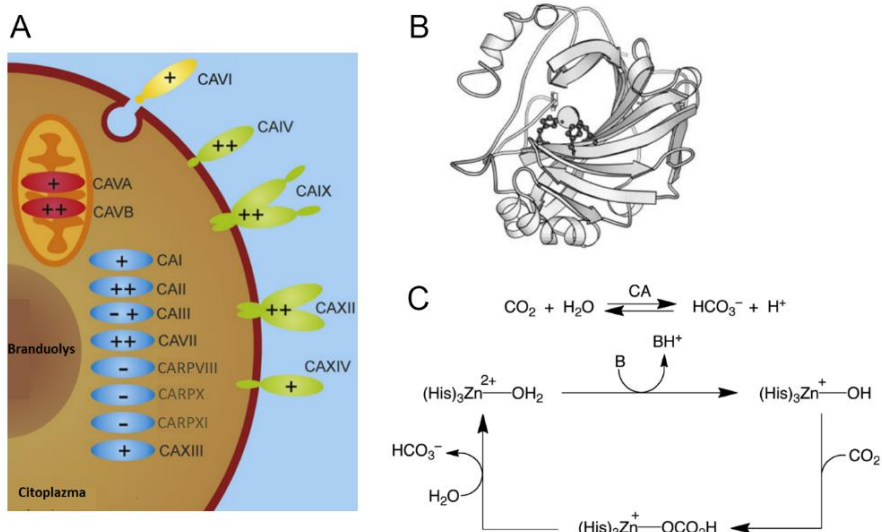 A
CAVI
+
CAIV
++
CAIX
++
+
CAVA
++
CAVB
+
CAI
++
CAII
- +
CAIII
++
CAVII
-
CARPVIII
-
CARPX
-
CARPXI
+
CAXIII
++
CAXII
+
CAXIV
Branduolys
Citoplazma
B
C
CO₂ + H₂O
CA
HCO₃⁻ + H⁺
B
BH⁺
(His)₃Zn²⁺—OH₂
(His)₃Zn⁺—OH
HCO₃⁻
H₂O
CO₂
(His)₃Zn⁺—OCO₂H